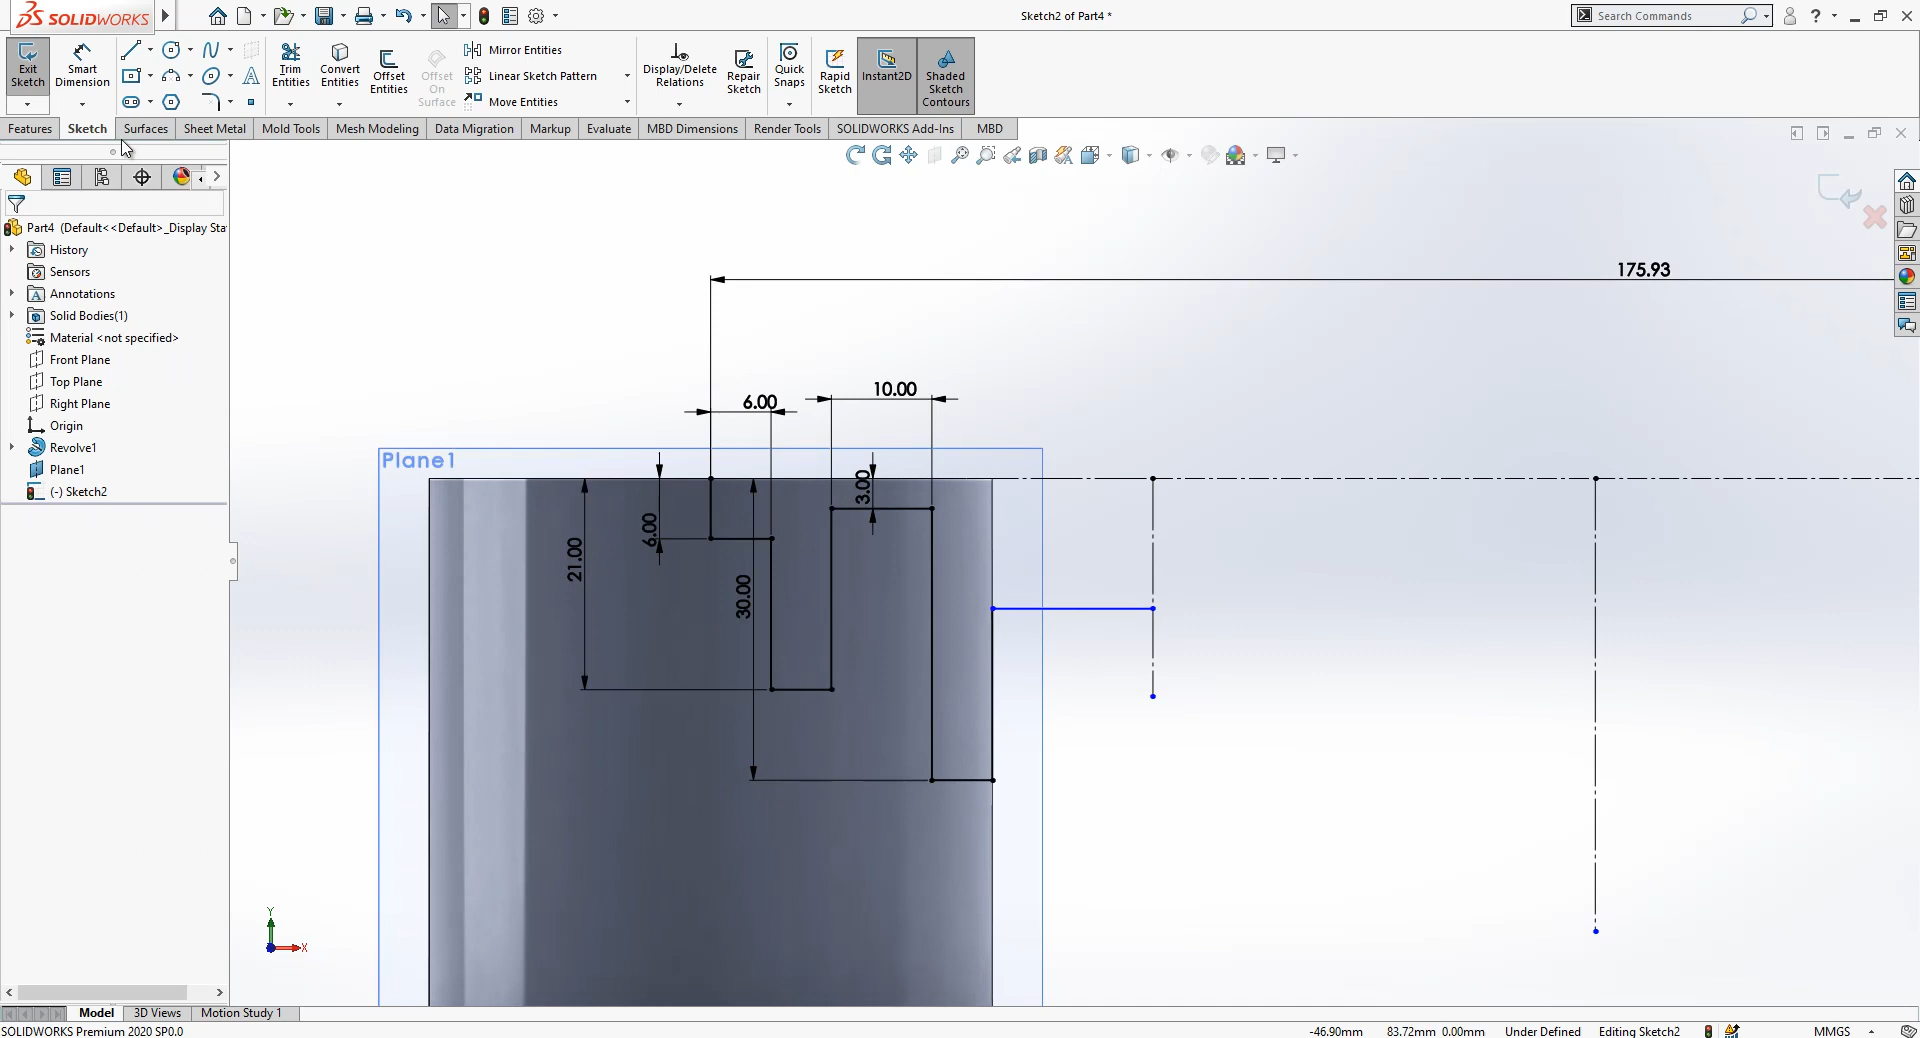 SOLIDWORKS
Sketch2 of Part4 *
Search Commands
Exit Sketch
Smart Dimension
Trim Entities
Convert Entities
Offset Entities
Offset On Surface
Mirror Entities
Linear Sketch Pattern
Move Entities
Display/Delete Relations
Repair Sketch
Quick Snaps
Rapid Sketch
Instant2D
Shaded Sketch Contours
Features
Sketch
Surfaces
Sheet Metal
Mold Tools
Mesh Modeling
Data Migration
Markup
Evaluate
MBD Dimensions
Render Tools
SOLIDWORKS Add-Ins
MBD
Part4 (Default<<Default>_Display Sta
History
Sensors
Annotations
Solid Bodies(1)
Material <not specified>
Front Plane
Top Plane
Right Plane
Origin
Revolve1
Plane1
(-) Sketch2
175.93
10.00
6.00
Plane1
3.00
6.00
21.00
30.00
Y
X
Model
3D Views
Motion Study 1
SOLIDWORKS Premium 2020 SP0.0
-46.90mm
83.72mm 0.00mm
Under Defined
Editing Sketch2
MMGS